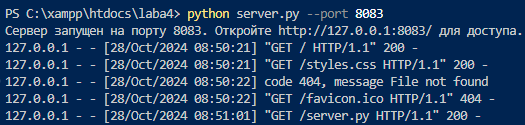 PS C:\xampp\htdocs\laba4> python server.py --port 8083
Сервер запущен на порту 8083. Откройте http://127.0.0.1:8083/ для доступа.
127.0.0.1 - - [28/Oct/2024 08:50:21] "GET / HTTP/1.1" 200 -
127.0.0.1 - - [28/Oct/2024 08:50:21] "GET /styles.css HTTP/1.1" 200 -
127.0.0.1 - - [28/Oct/2024 08:50:22] code 404, message File not found
127.0.0.1 - - [28/Oct/2024 08:50:22] "GET /favicon.ico HTTP/1.1" 404 -
127.0.0.1 - - [28/Oct/2024 08:51:01] "GET /server.py HTTP/1.1" 200 -